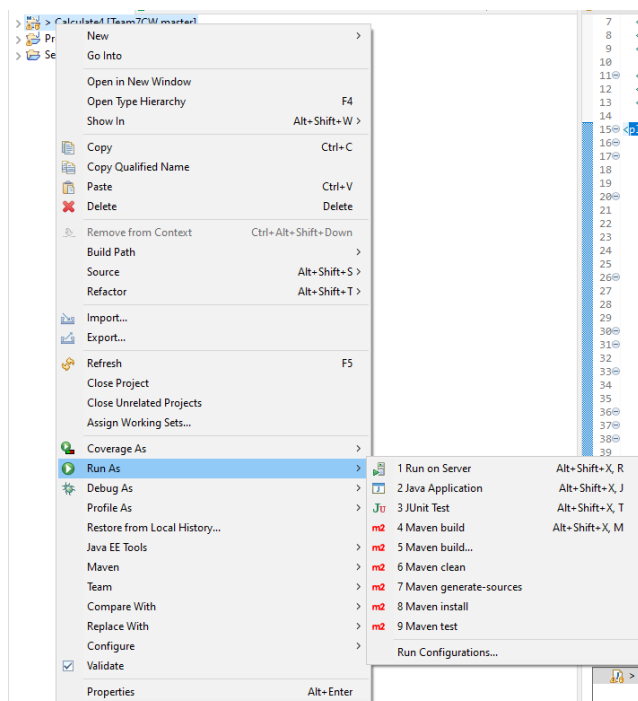 > Calculate4 [Team7CW master]
Pr
Se
New
Go Into
Open in New Window
Open Type Hierarchy F4
Show In Alt+Shift+W >
Copy Ctrl+C
Copy Qualified Name
Paste Ctrl+V
Delete Delete
Remove from Context Ctrl+Alt+Shift+Down
Build Path
Source Alt+Shift+S >
Refactor Alt+Shift+T >
Import...
Export...
Refresh F5
Close Project
Close Unrelated Projects
Assign Working Sets...
Coverage As
Run As
Debug As
Profile As
Restore from Local History...
Java EE Tools
Maven
Team
Compare With
Replace With
Configure
Validate
Properties Alt+Enter
1 Run on Server Alt+Shift+X, R
2 Java Application Alt+Shift+X, J
Ju 3 JUnit Test Alt+Shift+X, T
m2 4 Maven build Alt+Shift+X, M
m2 5 Maven build...
m2 6 Maven clean
m2 7 Maven generate-sources
m2 8 Maven install
m2 9 Maven test
Run Configurations...
7
8
9
10
11
12
13
14
15 <p
16
17
18
19
20
21
22
23
24
25
26
27
28
29
30
31
32
33
34
35
36
37
38
39